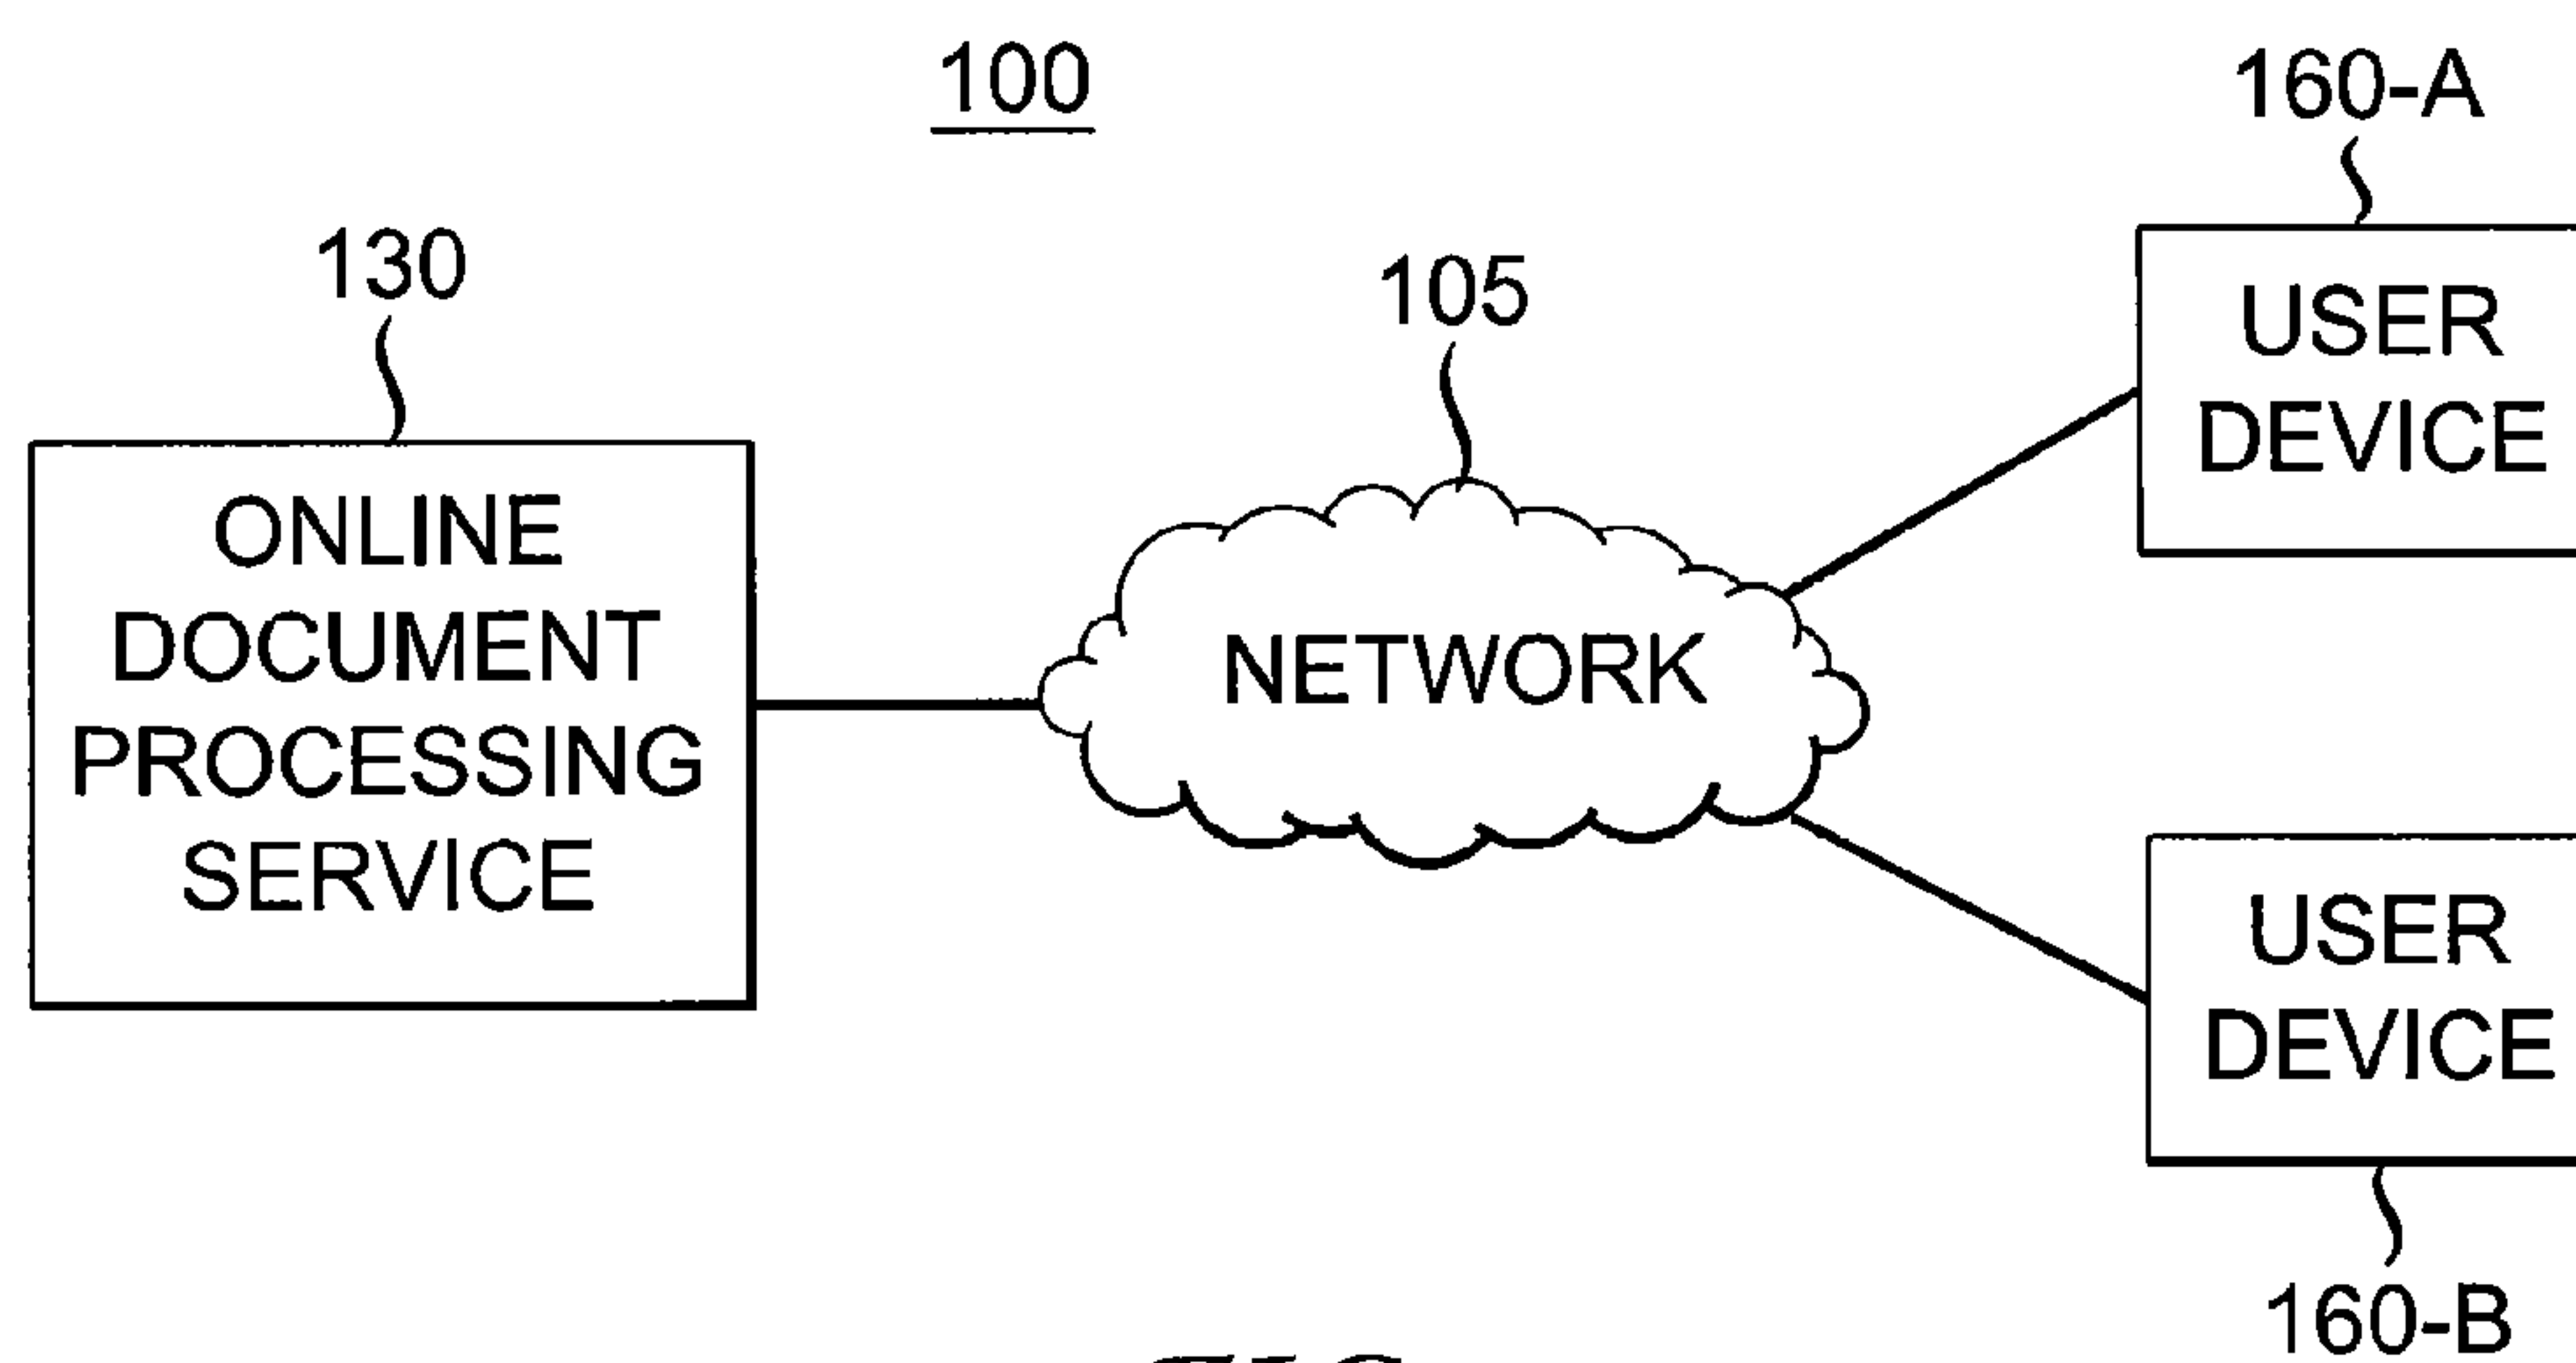 100
160-A
130
105
USER
DEVICE
ONLINE
DOCUMENT
PROCESSING
SERVICE
NETWORK
USER
DEVICE
160-B